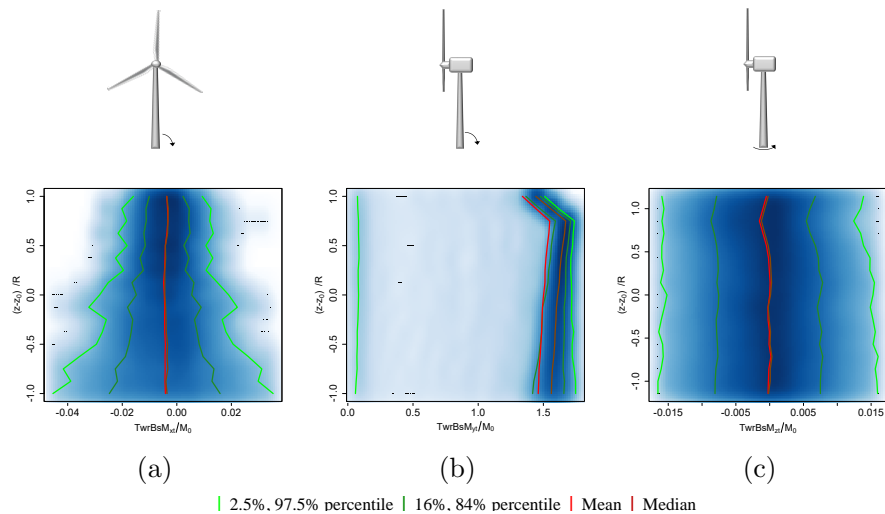 1.0
0.5
0.0
-0.5
-1.0
(z-z₀) /R
-0.04 -0.02 0.00 0.02
TwrBsMxt/M₀
1.0
0.5
0.0
-0.5
-1.0
(z-z₀) /R
0.0 0.5 1.0 1.5
TwrBsMyt/M₀
1.0
0.5
0.0
-0.5
-1.0
(z-z₀) /R
-0.015 -0.005 0.005 0.015
TwrBsMzt/M₀
(a) (b) (c)
2.5%, 97.5% percentile 16%, 84% percentile Mean Median